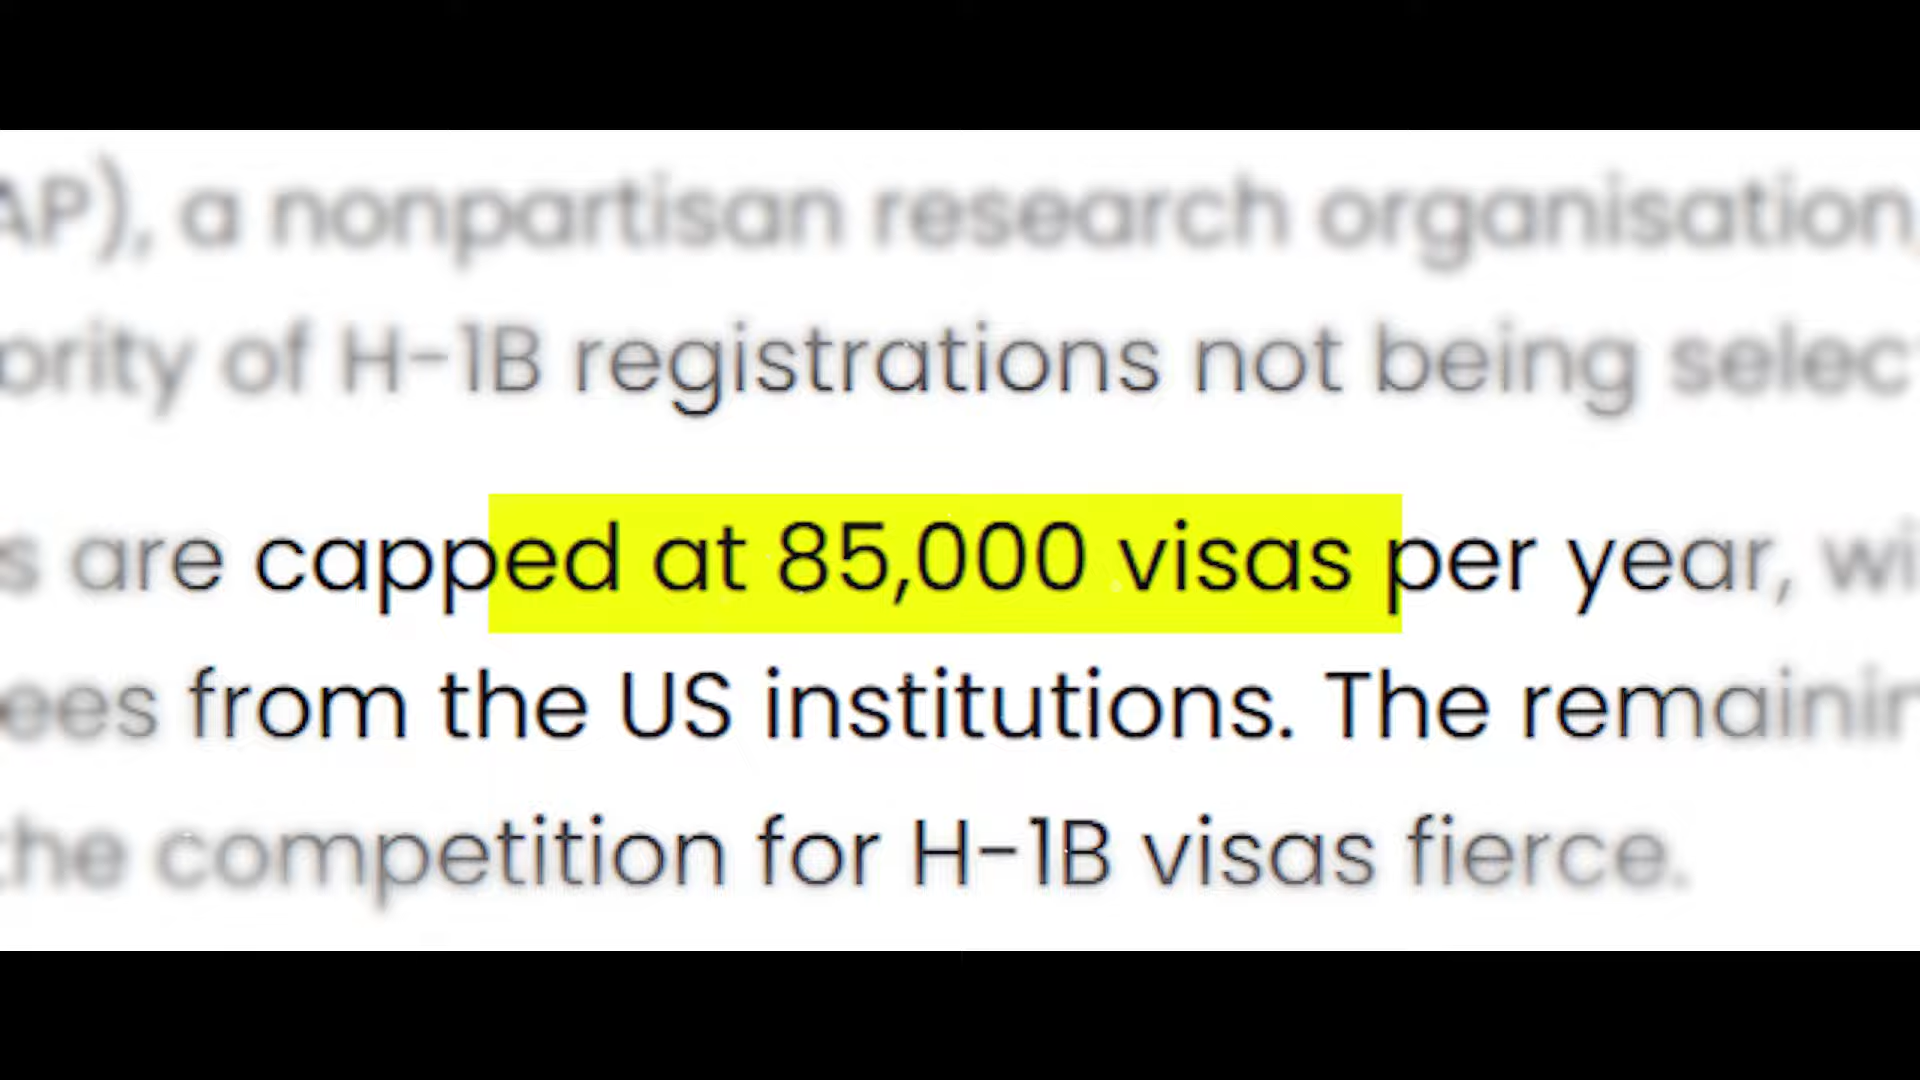 AP), a nonpartisan research organisation,
ority of H-1B registrations not being selec
s are capped at 85,000 visas per year, wi
ees from the US institutions. The remainin
the competition for H-1B visas fierce.